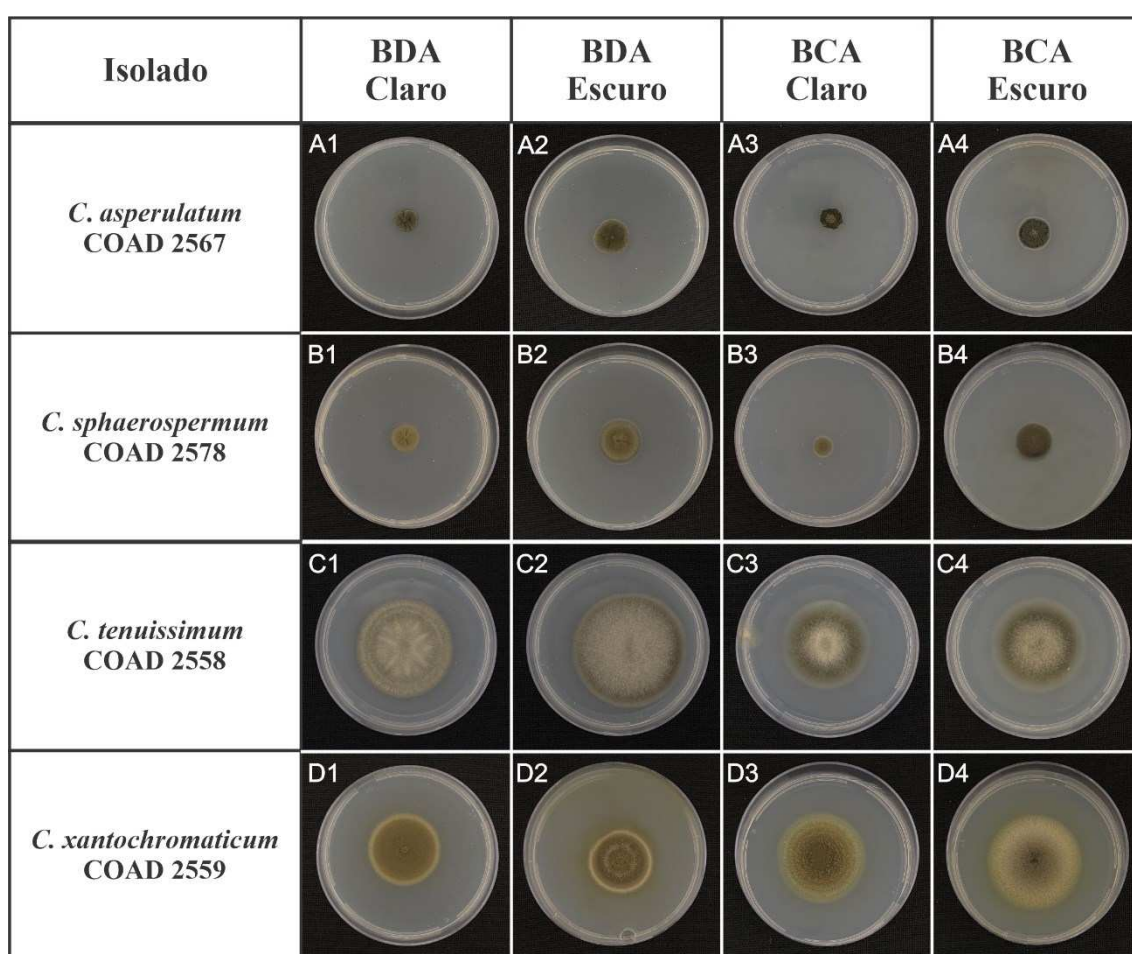 Isolado
BDA
Claro
BDA
Escuro
BCA
Claro
BCA
Escuro
C. asperulatum
COAD 2567
A1
A2
A3
A4
C. sphaerospermum
COAD 2578
B1
B2
B3
B4
C. tenuissimum
COAD 2558
C1
C2
C3
C4
C. xantochromaticum
COAD 2559
D1
D2
D3
D4